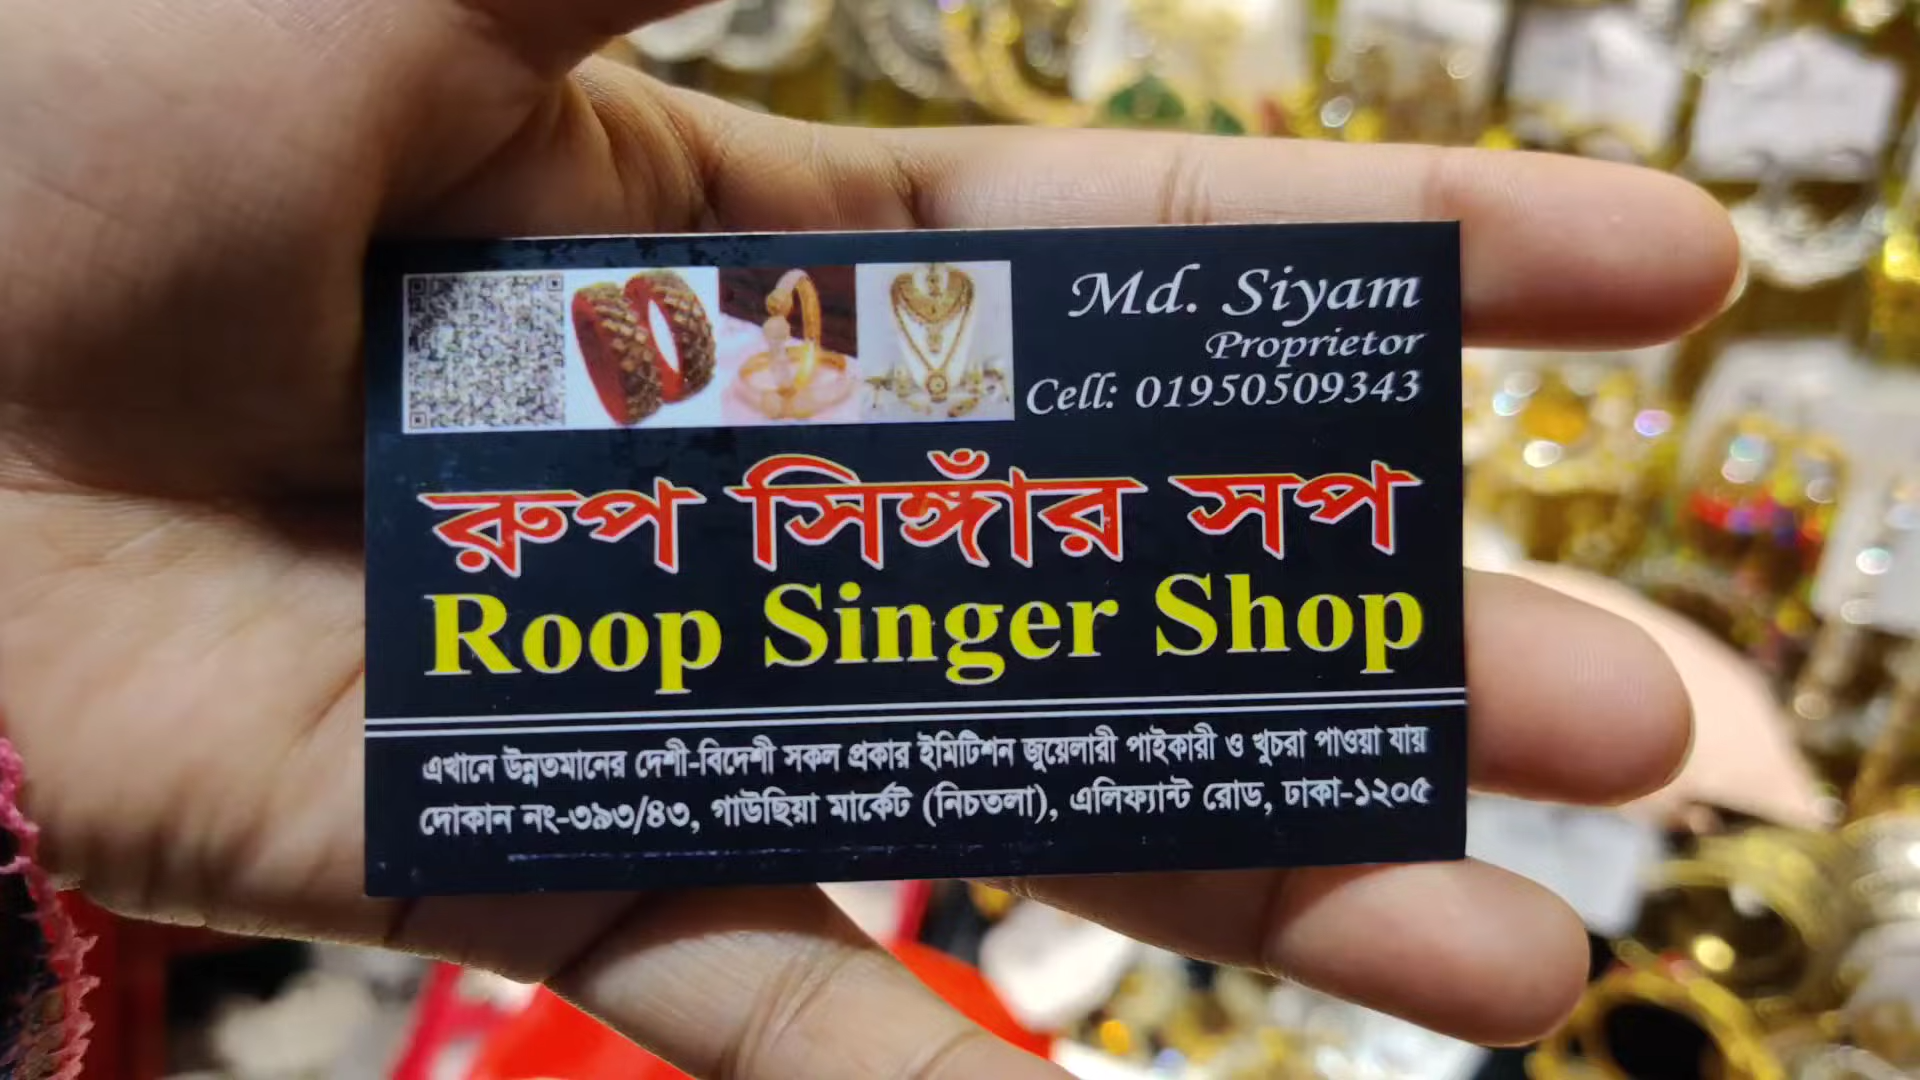 Md. Siyam
Proprietor
Cell: 01950509343
রুপ সিঙ্গাঁর সপ
Roop Singer Shop
এখানে উন্নতমানের দেশী-বিদেশী সকল প্রকার ইমিটিশন জুয়েলারী পাইকারী ও খুচরা পাওয়া যায়
দোকান নং-৩৯৩/৪৩, গাউছিয়া মার্কেট (নিচতলা), এলিফ্যান্ট রোড, ঢাকা-১২০৫